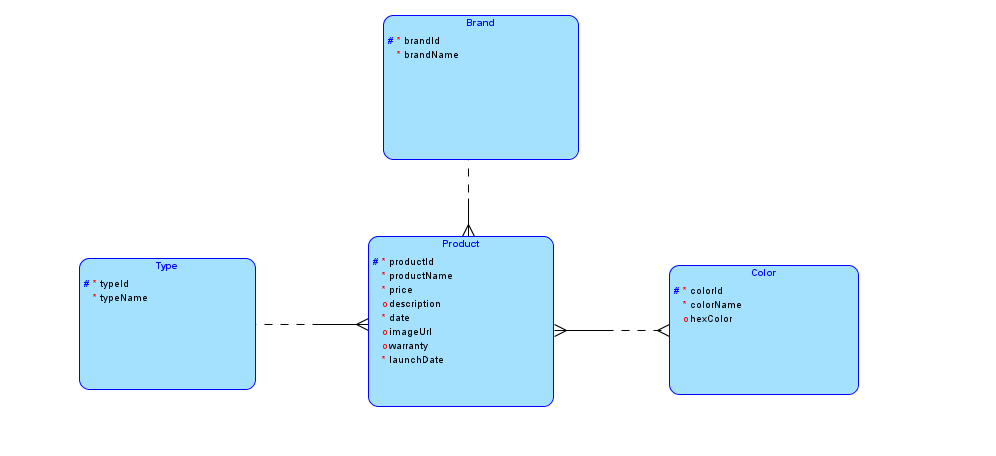 Brand
# * brandId
* brandName
Type
# * typeId
* typeName
Product
# * productId
* productName
* price
o description
* date
o imageUrl
o warranty
* launchDate
Color
# * colorId
* colorName
o hexColor